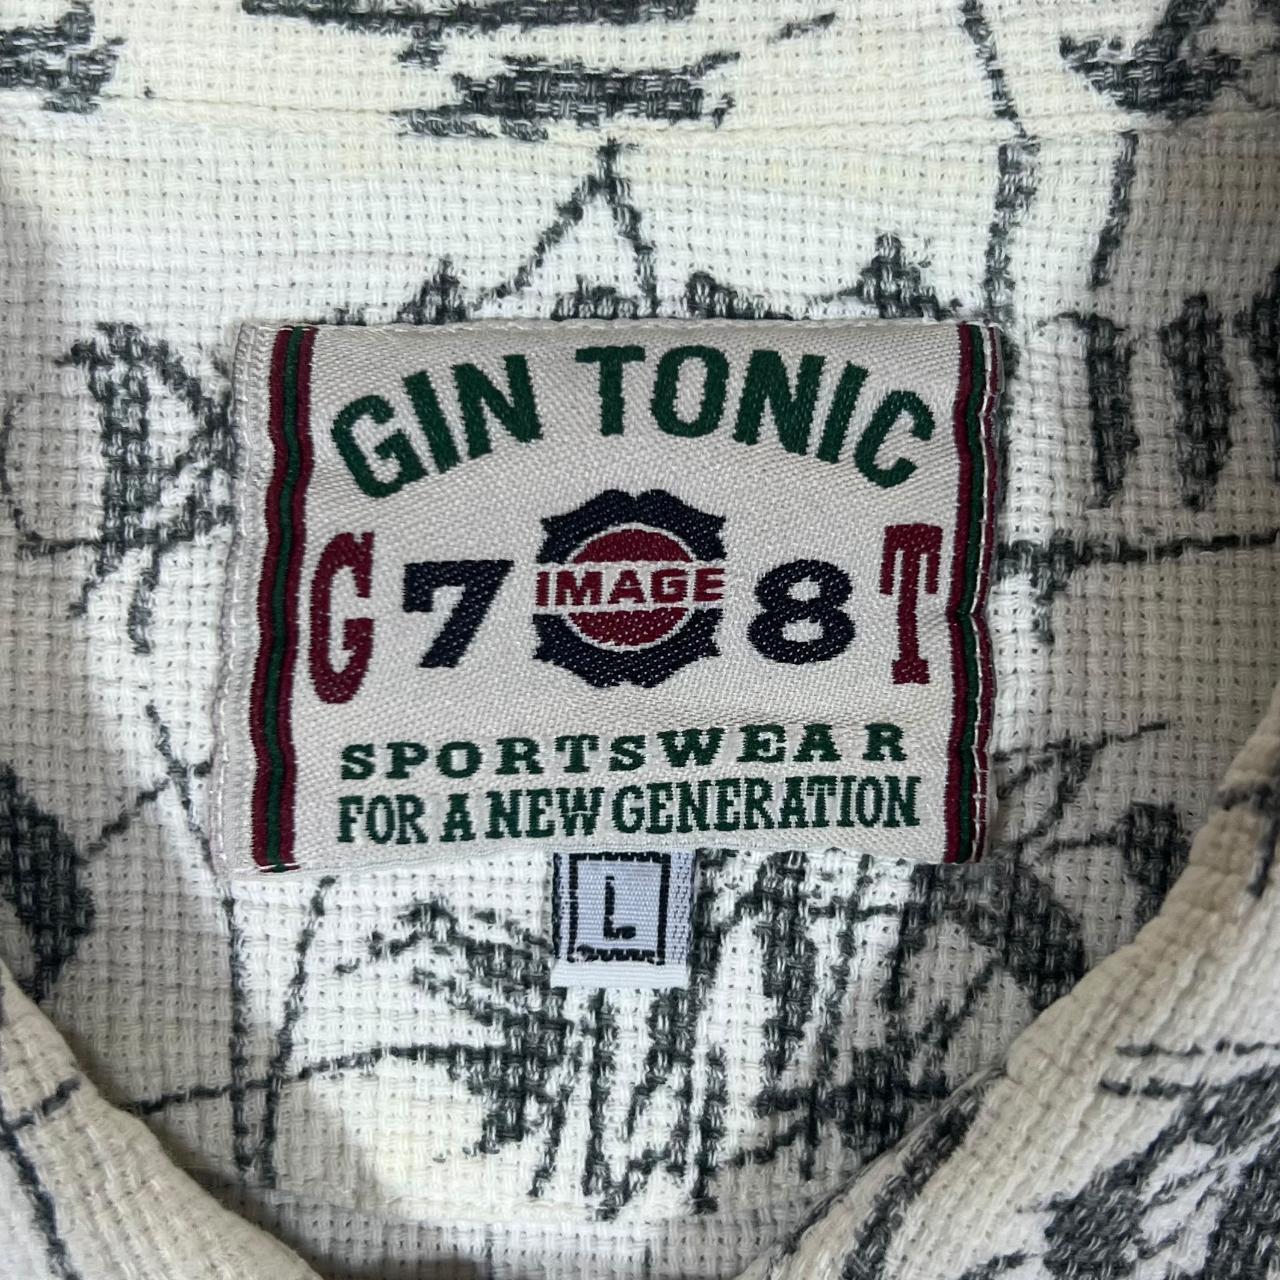 GIN TONIC
G 7 IMAGE 8 T
SPORTSWEAR
FOR A NEW GENERATION
L